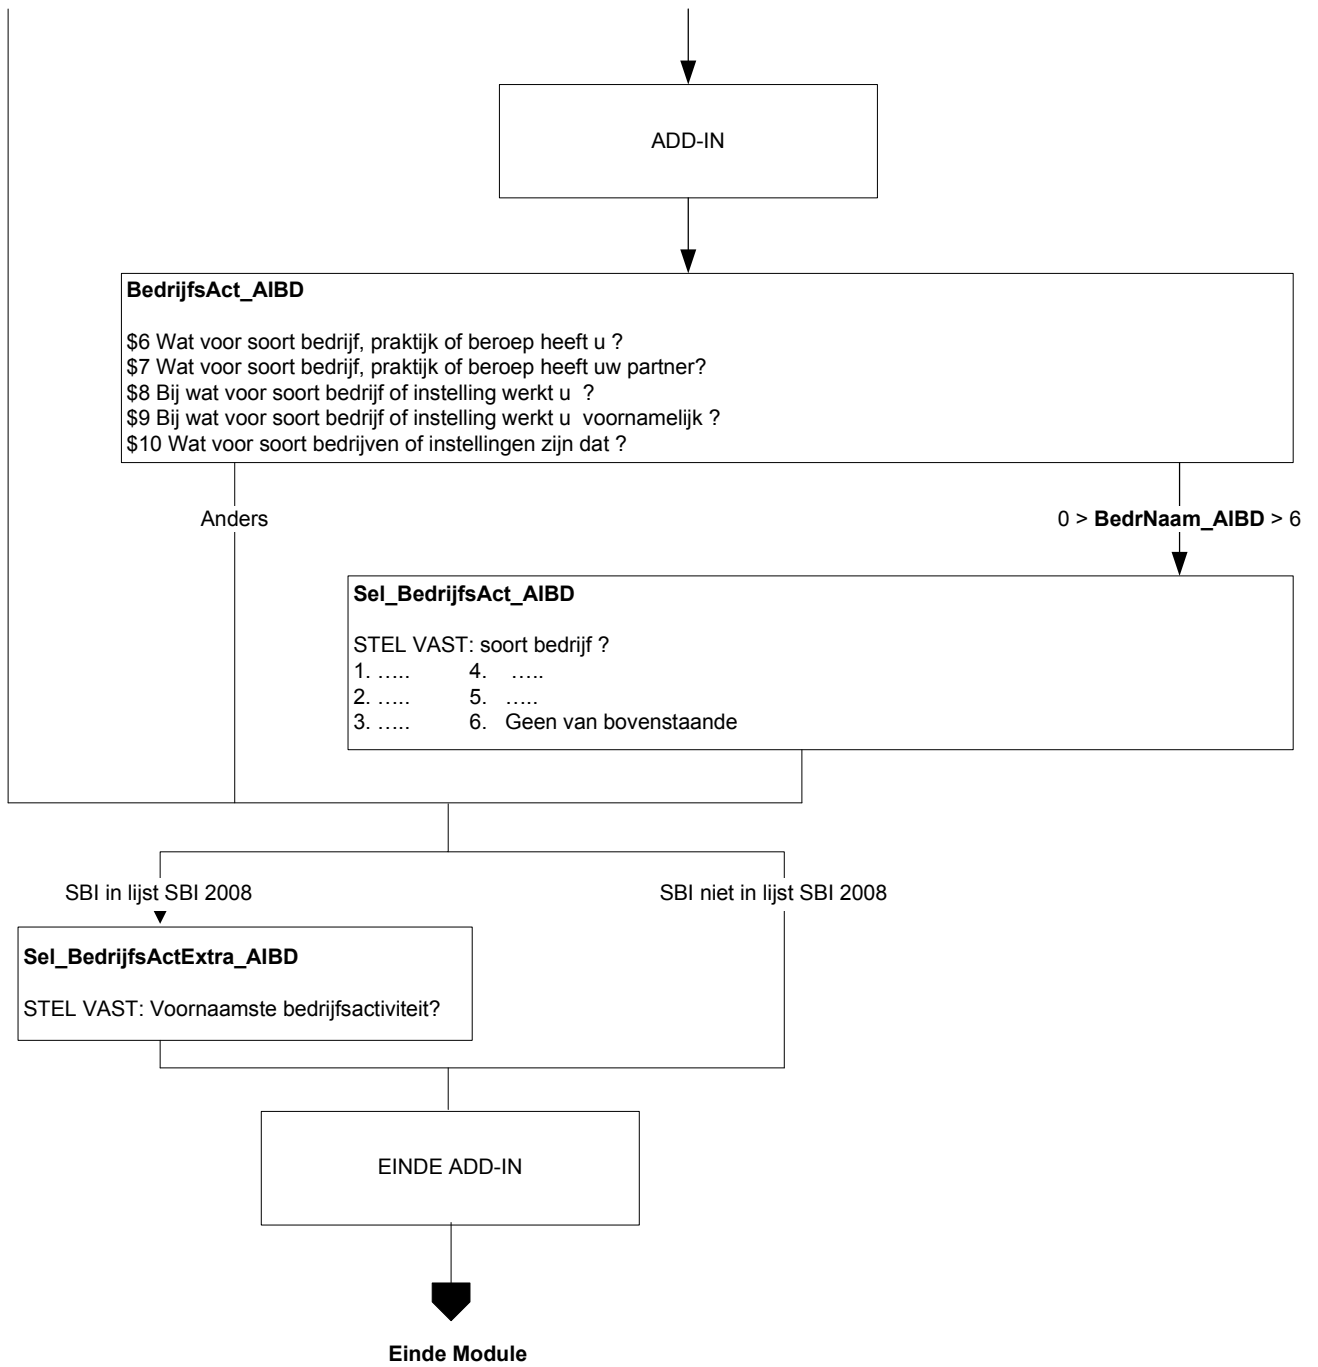 ADD-IN
BedrijfsAct_AIBD
$6 Wat voor soort bedrijf, praktijk of beroep heeft u ?
$7 Wat voor soort bedrijf, praktijk of beroep heeft uw partner?
$8 Bij wat voor soort bedrijf of instelling werkt u  ?
$9 Bij wat voor soort bedrijf of instelling werkt u  voornamelijk ?
$10 Wat voor soort bedrijven of instellingen zijn dat ?
Anders
0 > BedrNaam_AIBD > 6
Sel_BedrijfsAct_AIBD
STEL VAST: soort bedrijf ?
1. ….. 4. …..
2. ….. 5. …..
3. ….. 6. Geen van bovenstaande
SBI in lijst SBI 2008
SBI niet in lijst SBI 2008
Sel_BedrijfsActExtra_AIBD
STEL VAST: Voornaamste bedrijfsactiviteit?
EINDE ADD-IN
Einde Module